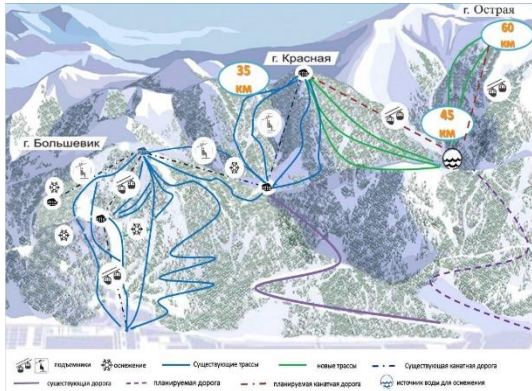 г. Острая
60
км
г. Красная
35
км
45
км
г. Большевик
подъемники
оснежение
Существующие трассы
новые трассы
Существующая канатная дорога
существующая дорога
планируемая дорога
планируемая канатная дорога
источник воды для оснежения